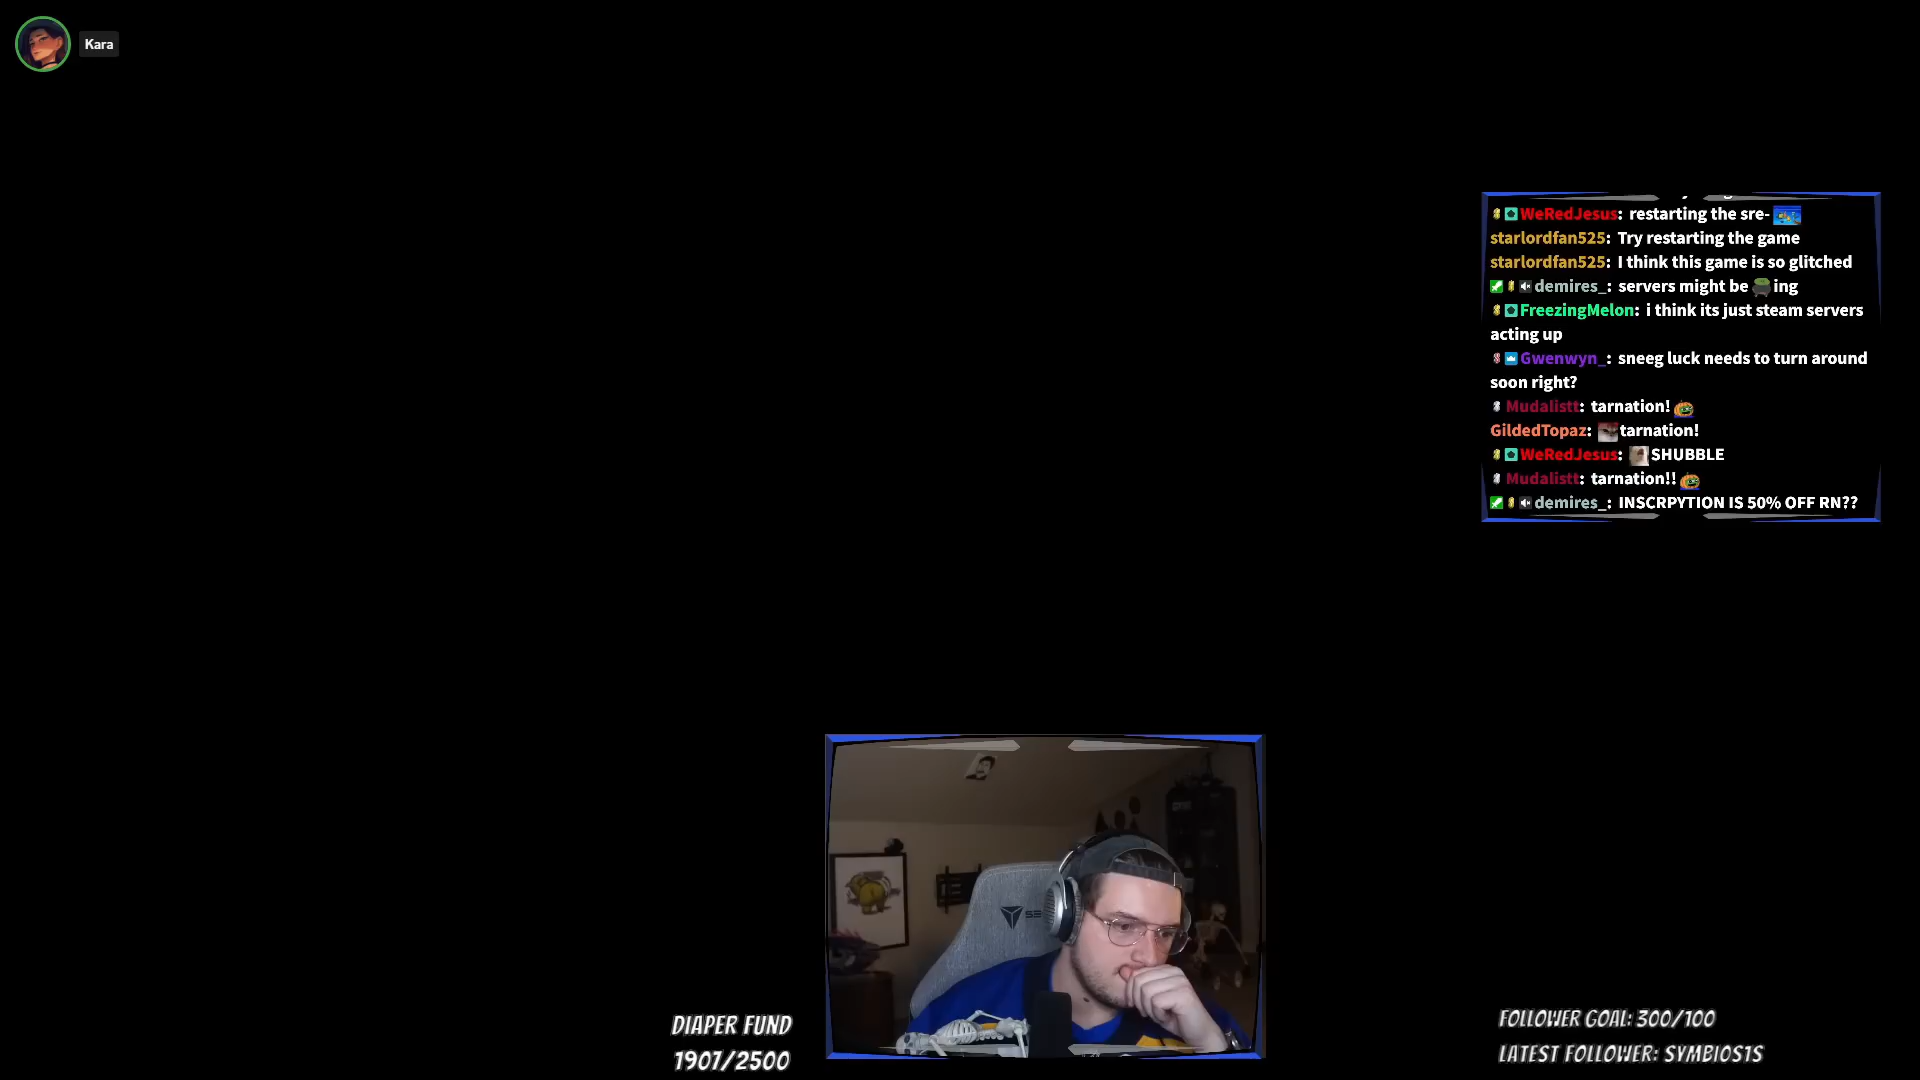 Kara
WeRedJesus: restarting the sre-
starlordfan525: Try restarting the game
starlordfan525: I think this game is so glitched
demires_: servers might be ing
FreezingMelon: i think its just steam servers
acting up
Gwenwyn_: sneeg luck needs to turn around
soon right?
Mudalistt: tarnation!
GildedTopaz: tarnation!
WeRedJesus: SHUBBLE
Mudalistt: tarnation!!
demires_: INSCRPYTION IS 50% OFF RN??
DIAPER FUND
1907/2500
FOLLOWER GOAL: 300/100
LATEST FOLLOWER: SYMBIOS1S